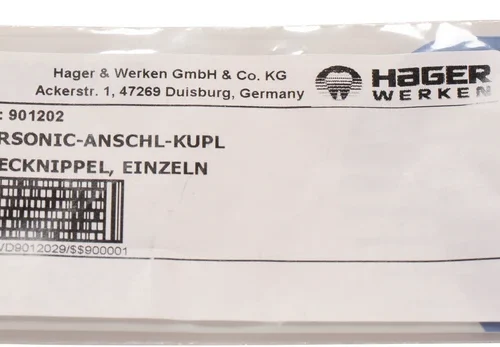 Hager & Werken GmbH & Co. KG
Ackerstr. 1, 47269 Duisburg, Germany
HAGER
WERKEN
: 901202
RSONIC-ANSCHL-KUPL
ECKNIPPEL, EINZELN
VD9012029/$$900001